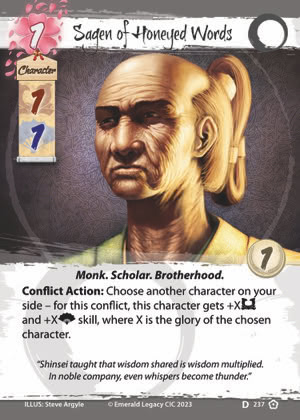 1 Sagen of Honeyed Words
Character
1
1
1
Monk. Scholar. Brotherhood.
Conflict Action: Choose another character on your
side – for this conflict, this character gets +X
and +X skill, where X is the glory of the chosen
character.
"Shinsei taught that wisdom shared is wisdom multiplied.
In noble company, even whispers become thunder."
ILLUS: Steve Argyle © Emerald Legacy CIC 2023 D 237